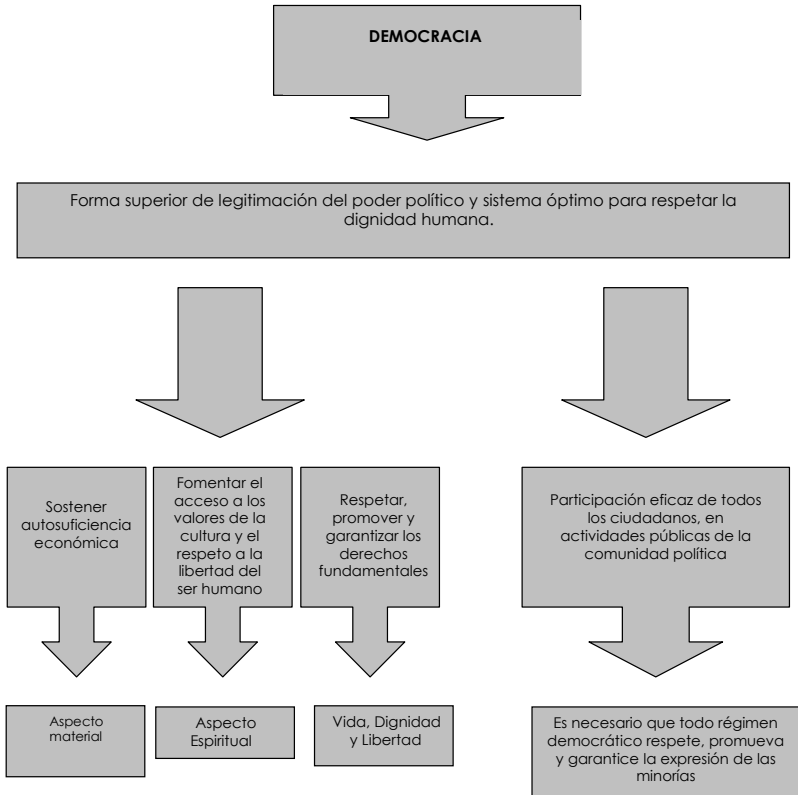 DEMOCRACIA
Forma superior de legitimación del poder político y sistema óptimo para respetar la
dignidad humana.
Sostener
autosuficiencia
económica
Fomentar el
acceso a los
valores de la
cultura y el
respeto a la
libertad del
ser humano
Respetar,
promover y
garantizar los
derechos
fundamentales
Participación eficaz de todos
los ciudadanos, en
actividades públicas de la
comunidad política
Aspecto
material
Aspecto
Espiritual
Vida, Dignidad
y Libertad
Es necesario que todo régimen
democrático respete, promueva
y garantice la expresión de las
minorías